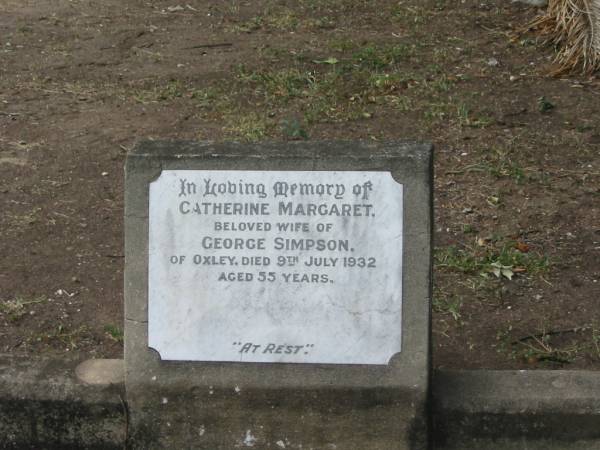 In Loving Memory of
CATHERINE MARGARET,
BELOVED WIFE OF
GEORGE SIMPSON,
OF OXLEY, DIED 9TH JULY 1932
AGED 55 YEARS.
"AT REST".